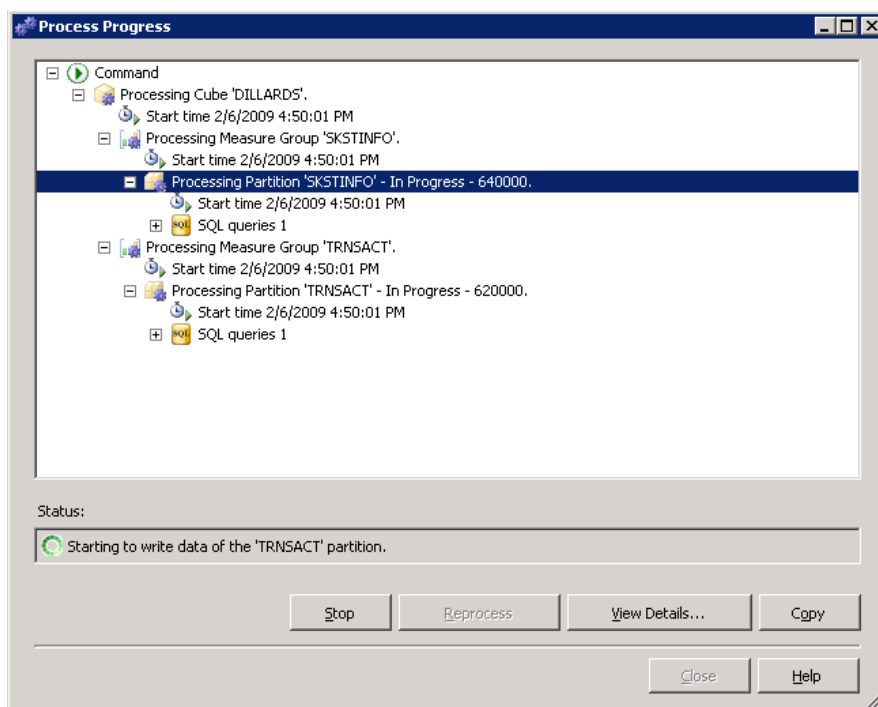 Process Progress
Command
Processing Cube 'DILLARDS'.
Start time 2/6/2009 4:50:01 PM
Processing Measure Group 'SKSTINFO'.
Start time 2/6/2009 4:50:01 PM
Processing Partition 'SKSTINFO' - In Progress - 640000.
Start time 2/6/2009 4:50:01 PM
SQL SQL queries 1
Processing Measure Group 'TRNSACT'.
Start time 2/6/2009 4:50:01 PM
Processing Partition 'TRNSACT' - In Progress - 620000.
Start time 2/6/2009 4:50:01 PM
SQL SQL queries 1
Status:
Starting to write data of the 'TRNSACT' partition.
Stop Reprocess View Details... Copy
Close Help